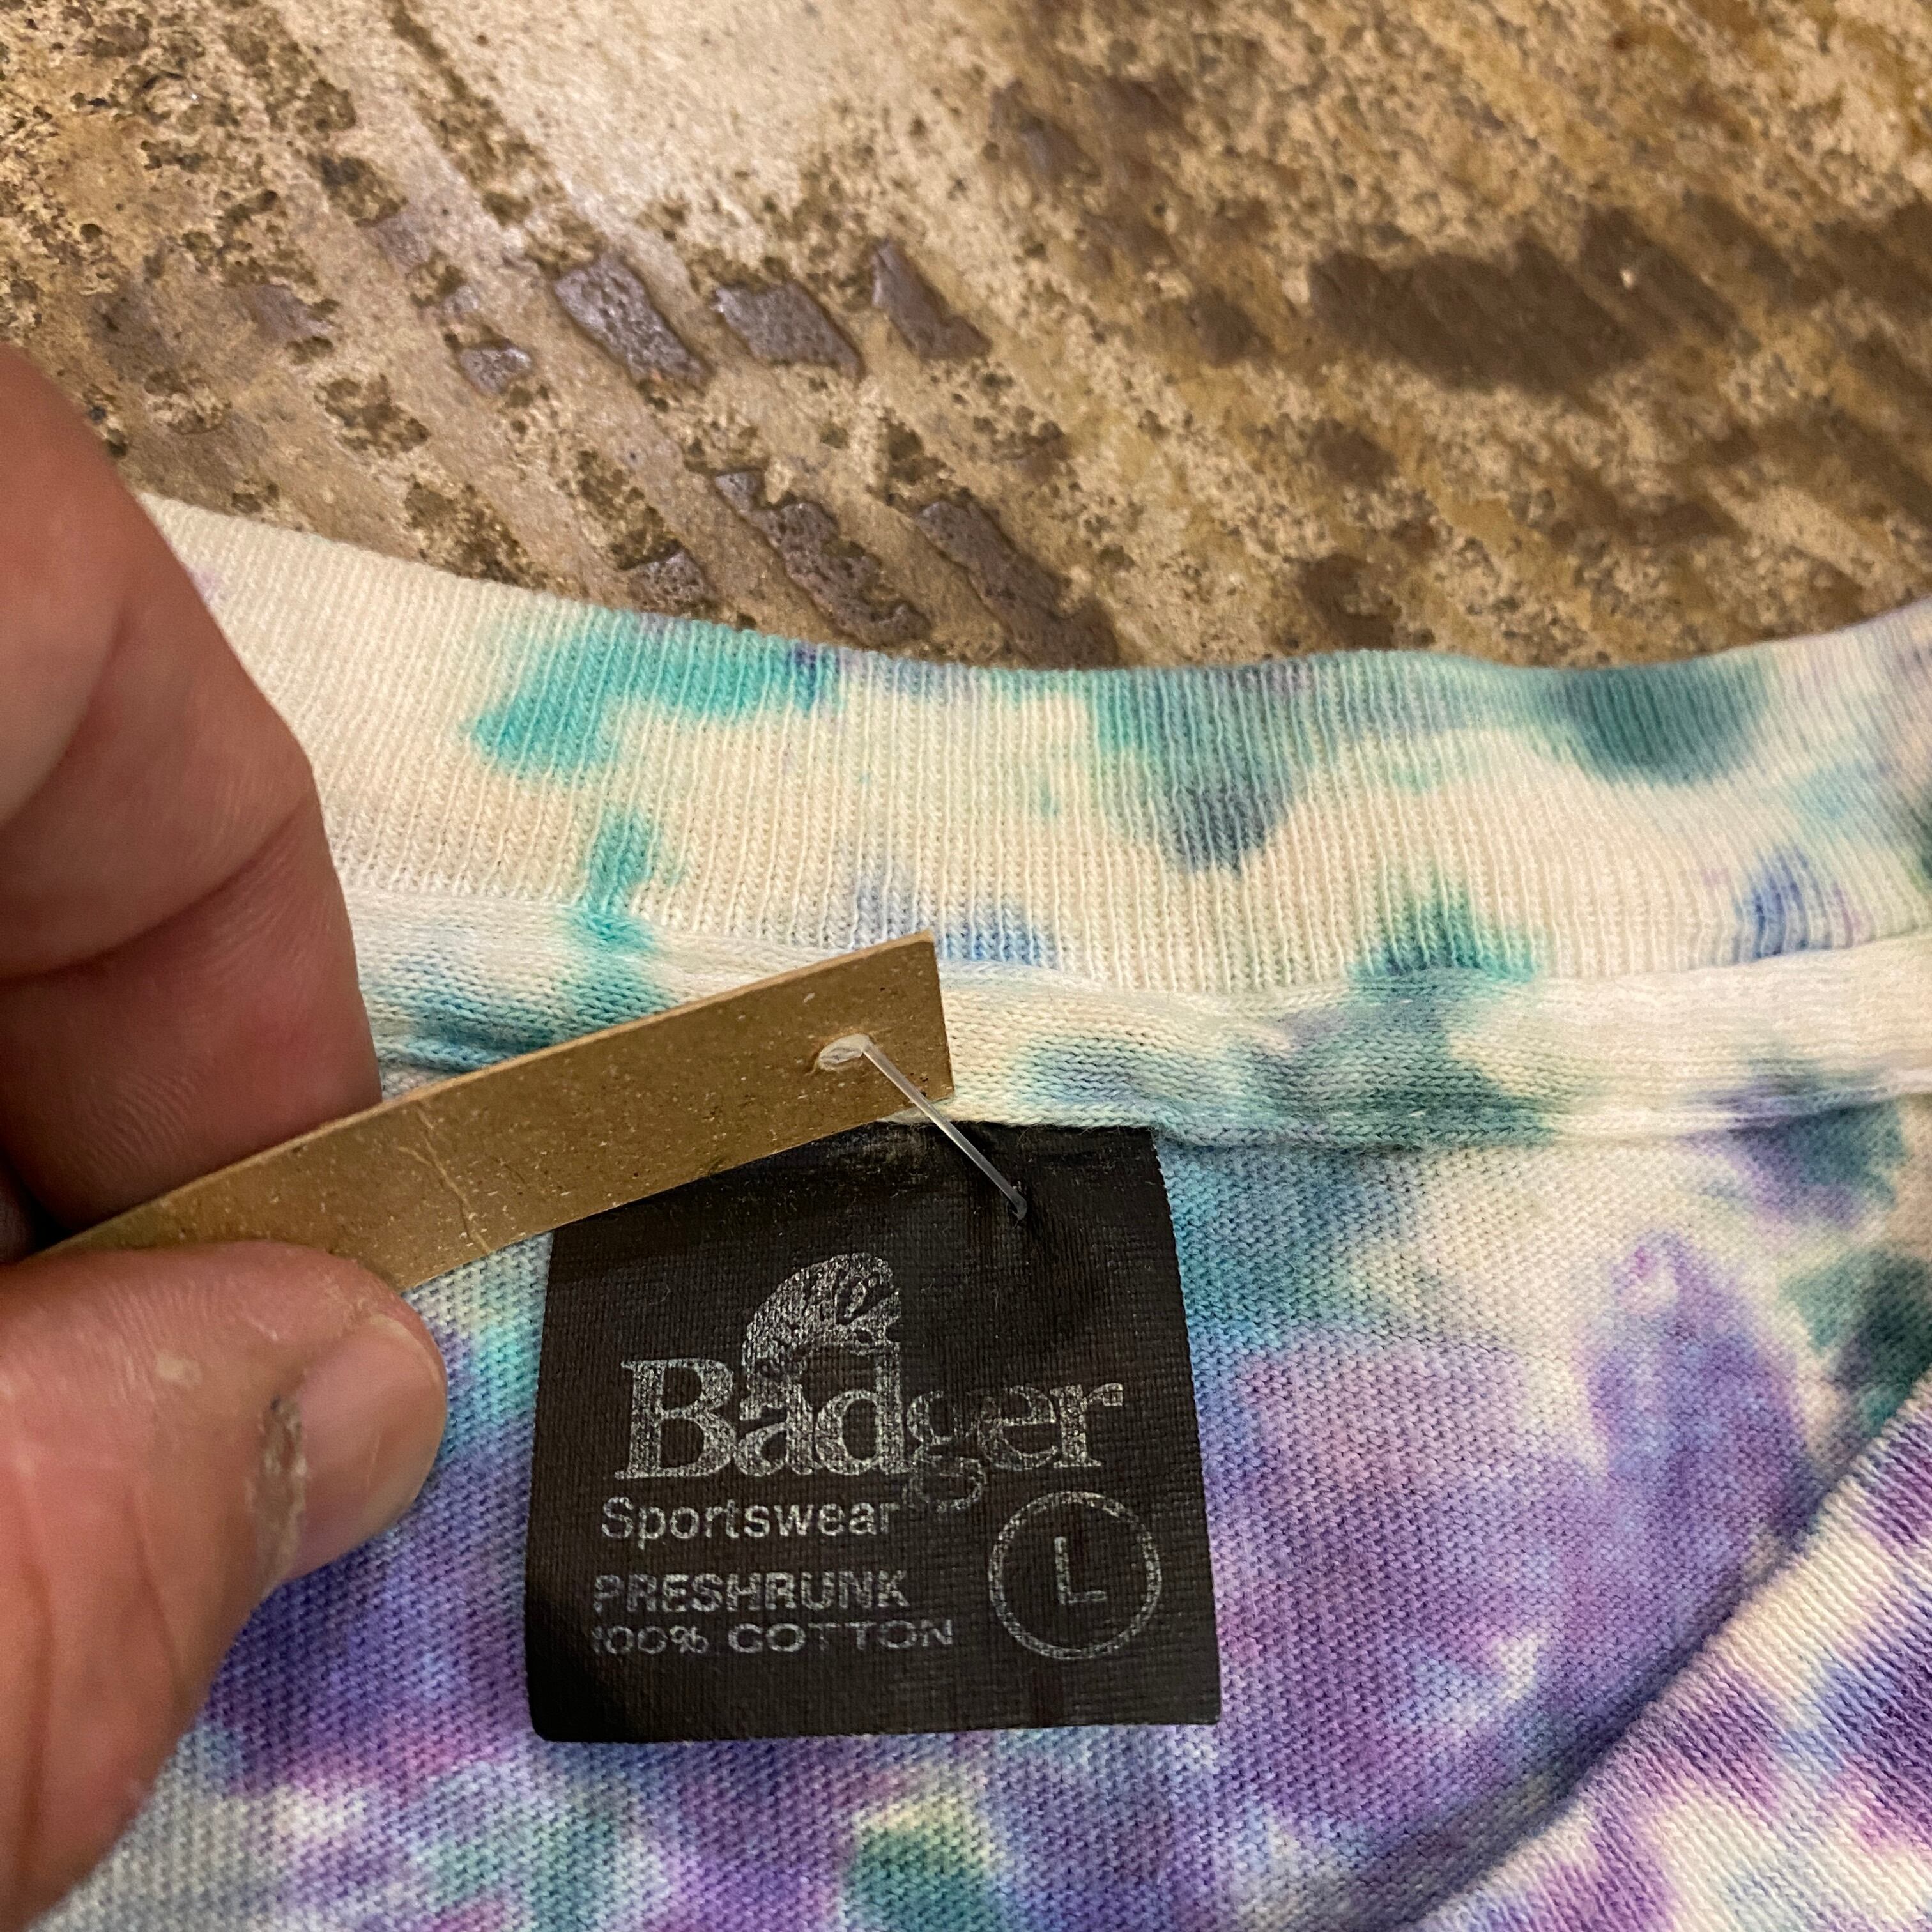 Badger
Sportswear
PRESHRUNK
100% COTTON
L